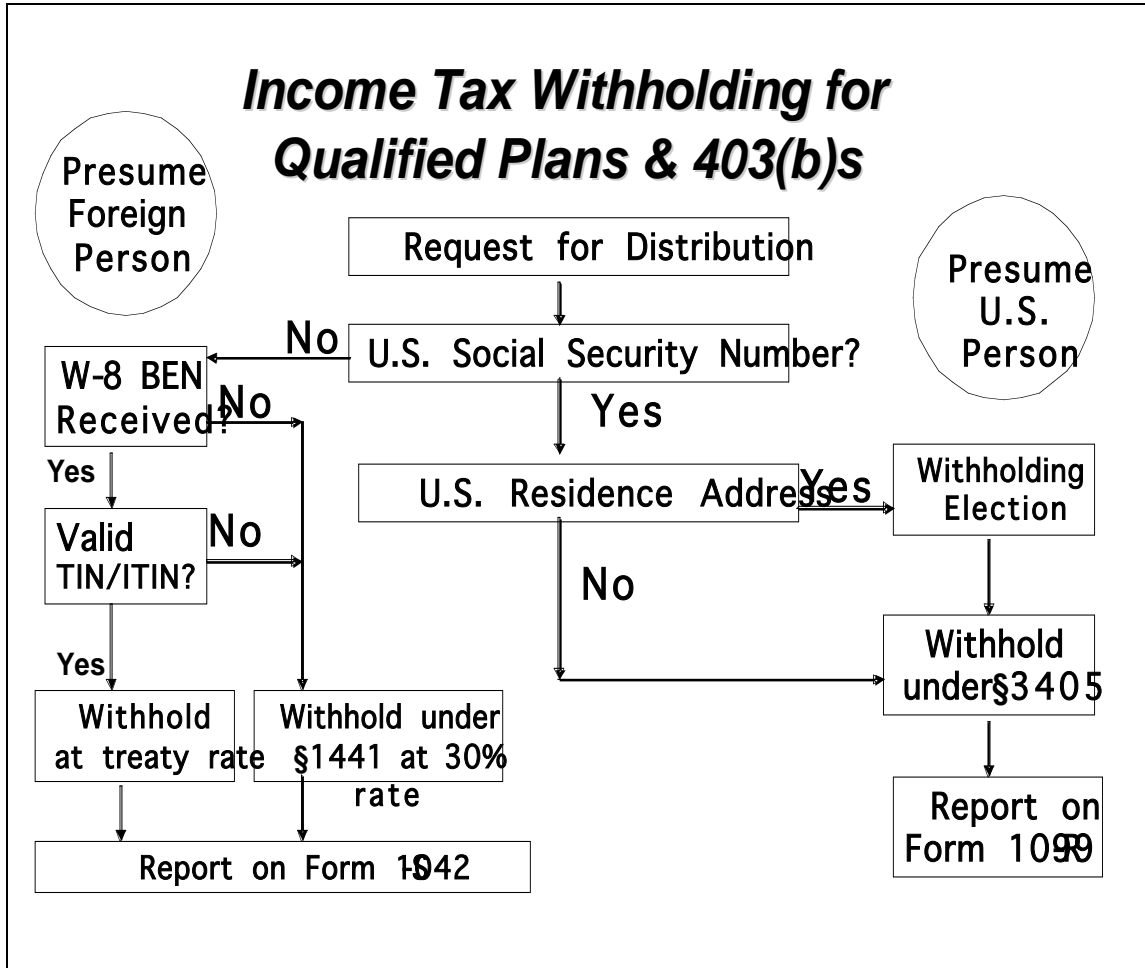 Income Tax Withholding for
Qualified Plans & 403(b)s
Presume
Foreign
Person
Request for Distribution
Presume
U.S.
Person
No
U.S. Social Security Number?
W-8 BEN
Received?
No
Yes
Yes
U.S. Residence Address
Yes
Withholding
Election
Valid
TIN/ITIN?
No
No
Yes
Withhold
under§3405
Withhold
at treaty rate
Withhold under
§1441 at 30%
rate
Report on
Form 1099-R
Report on Form 1042-S